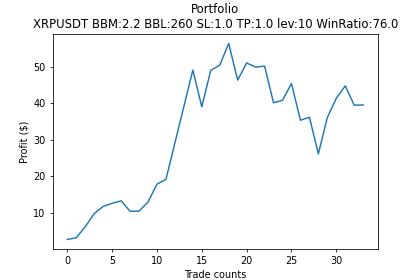 Portfolio
XRPUSDT BBM:2.2 BBL:260 SL:1.0 TP:1.0 lev:10 WinRatio:76.0
Profit ($)
50
40
30
20
10
0 5 10 15 20 25 30
Trade counts